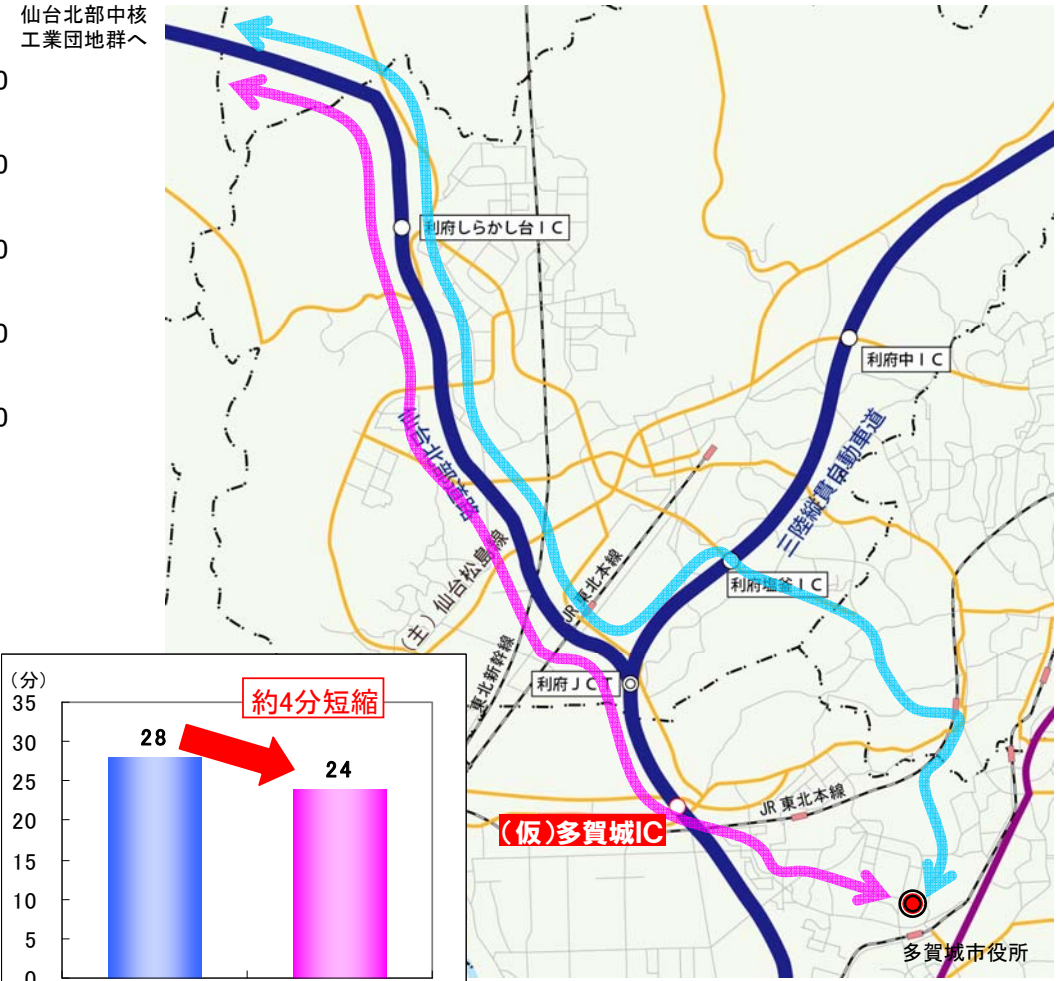 仙台北部中核
工業団地群へ
0
0
0
0
0
利府しらかし台IC
利府中IC
仙台北部道路
三陸縦貫自動車道
(主)仙台松島線
JR東北本線
利府塩釜IC
東北新幹線
利府JCT
JR東北本線
(仮)多賀城IC
多賀城市役所
(分)
約4分短縮
35
30
25
20
15
10
5
0
28
24